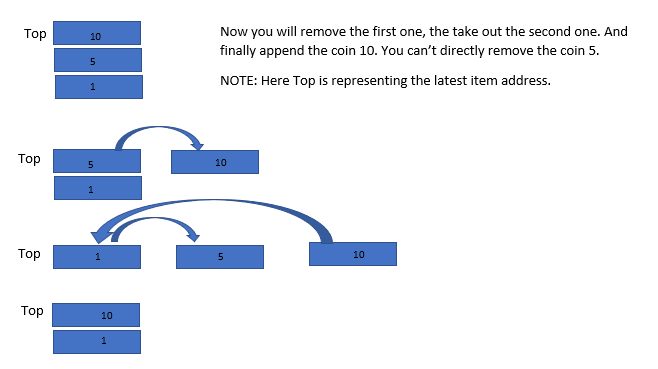 Now you will remove the first one, the take out the second one. And
finally append the coin 10. You can't directly remove the coin 5.
NOTE: Here Top is representing the latest item address.
Top 10
5
1
Top 5 10
1
Top 1 5 10
Top 10
1